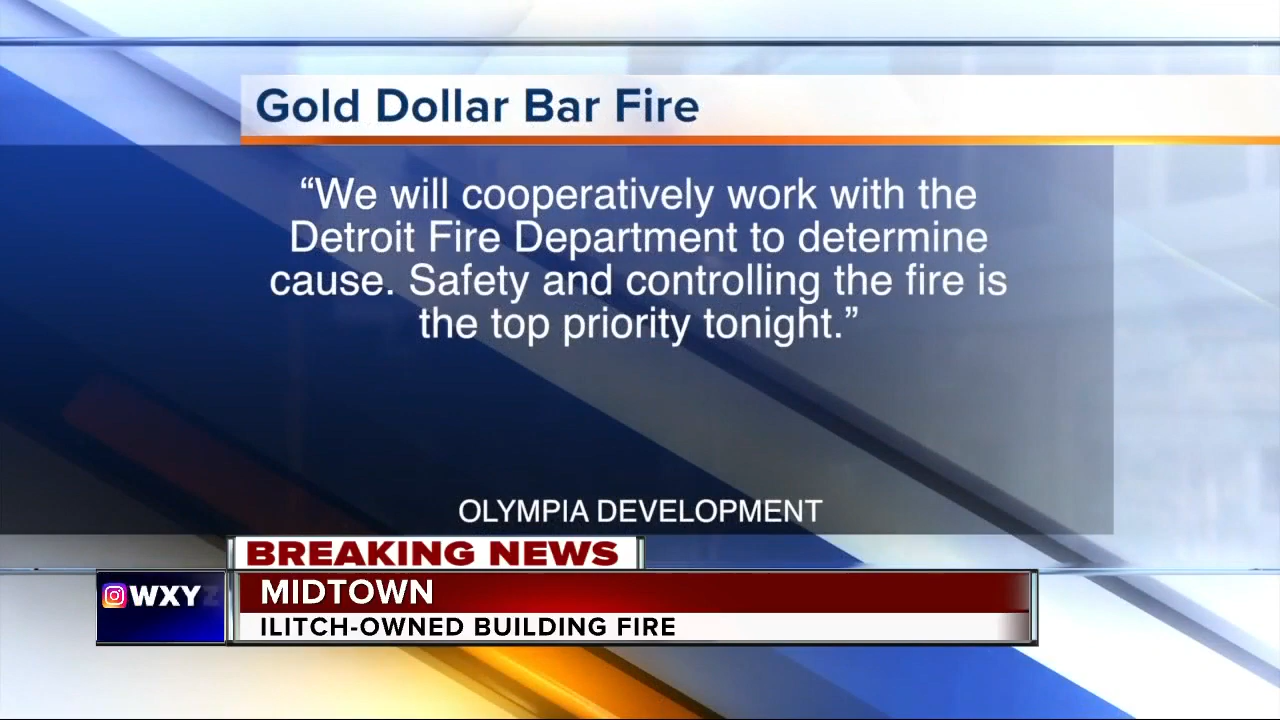 Gold Dollar Bar Fire
“We will cooperatively work with the
Detroit Fire Department to determine
cause. Safety and controlling the fire is
the top priority tonight.”
OLYMPIA DEVELOPMENT
BREAKING NEWS
WXYZ
MIDTOWN
ILITCH-OWNED BUILDING FIRE